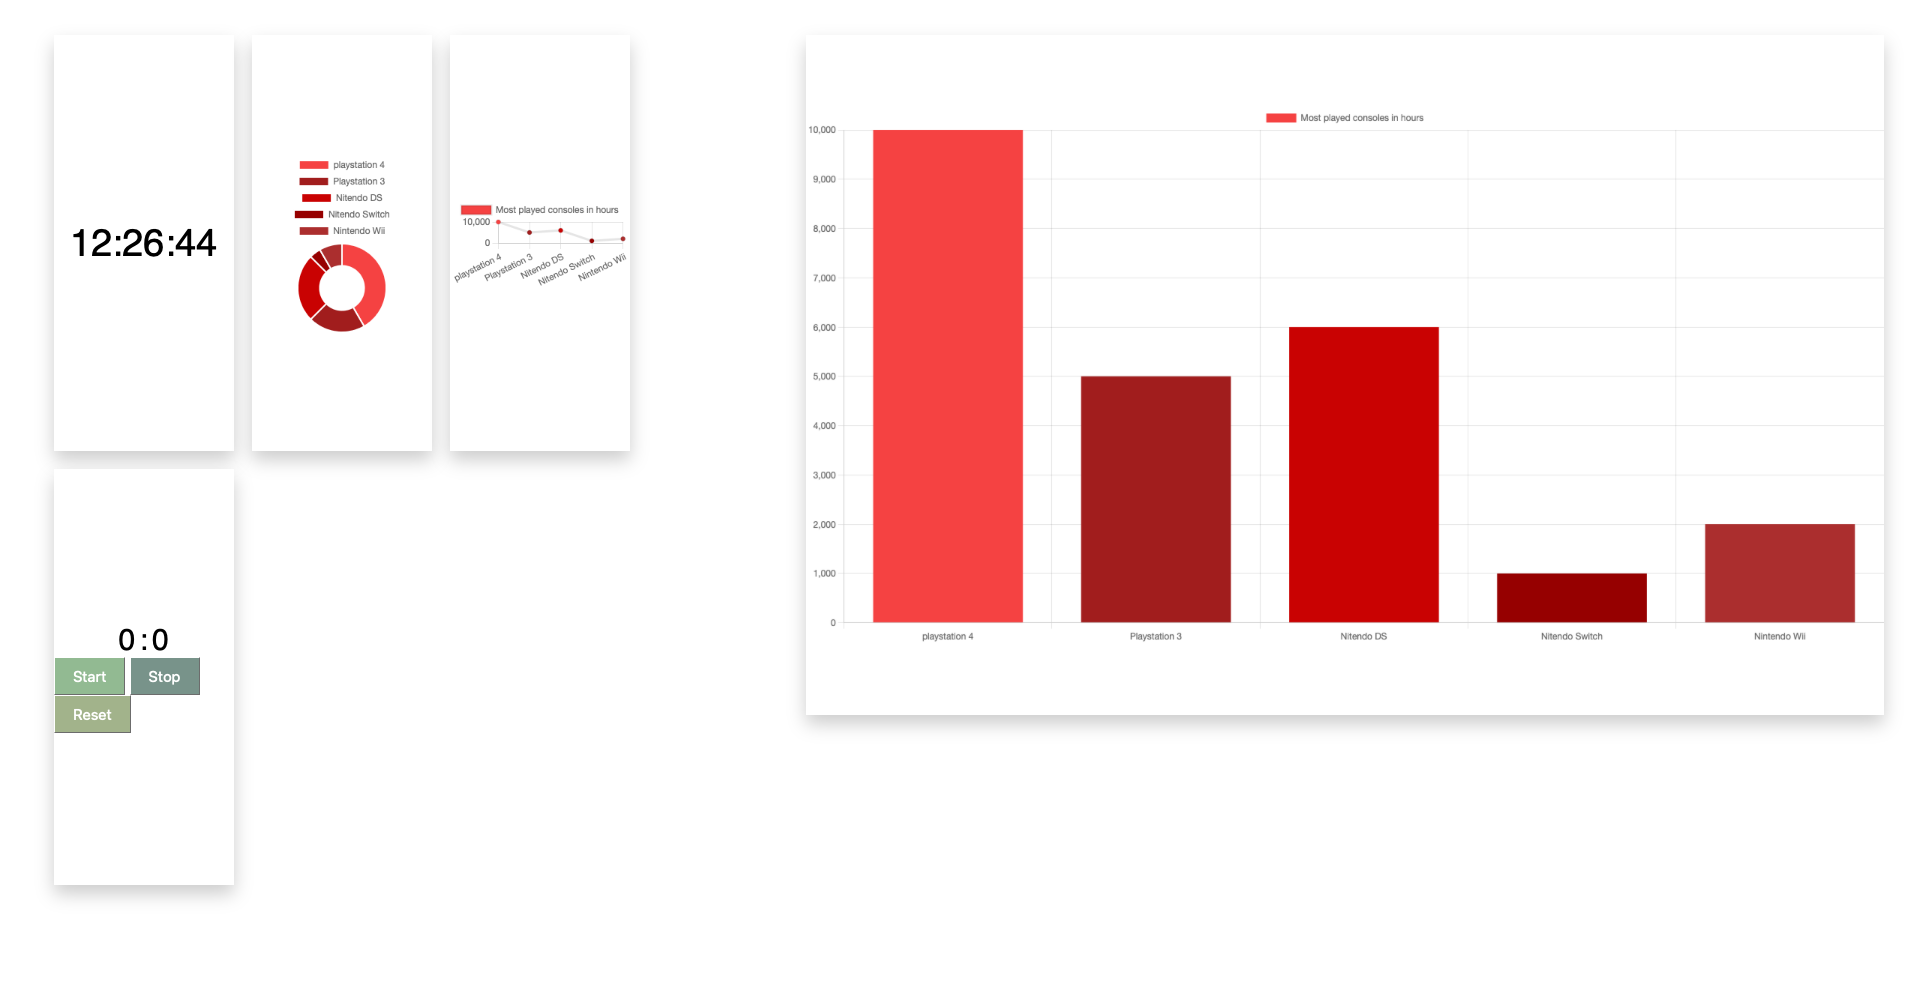 12:26:44
playstation 4
Playstation 3
Nitendo DS
Nitendo Switch
Nintendo Wii
Most played consoles in hours
10,000
0
playstation 4
Playstation 3
Nitendo DS
Nitendo Switch
Nintendo Wii
0 : 0
Start
Stop
Reset
Most played consoles in hours
10,000
9,000
8,000
7,000
6,000
5,000
4,000
3,000
2,000
1,000
0
playstation 4
Playstation 3
Nitendo DS
Nitendo Switch
Nintendo Wii